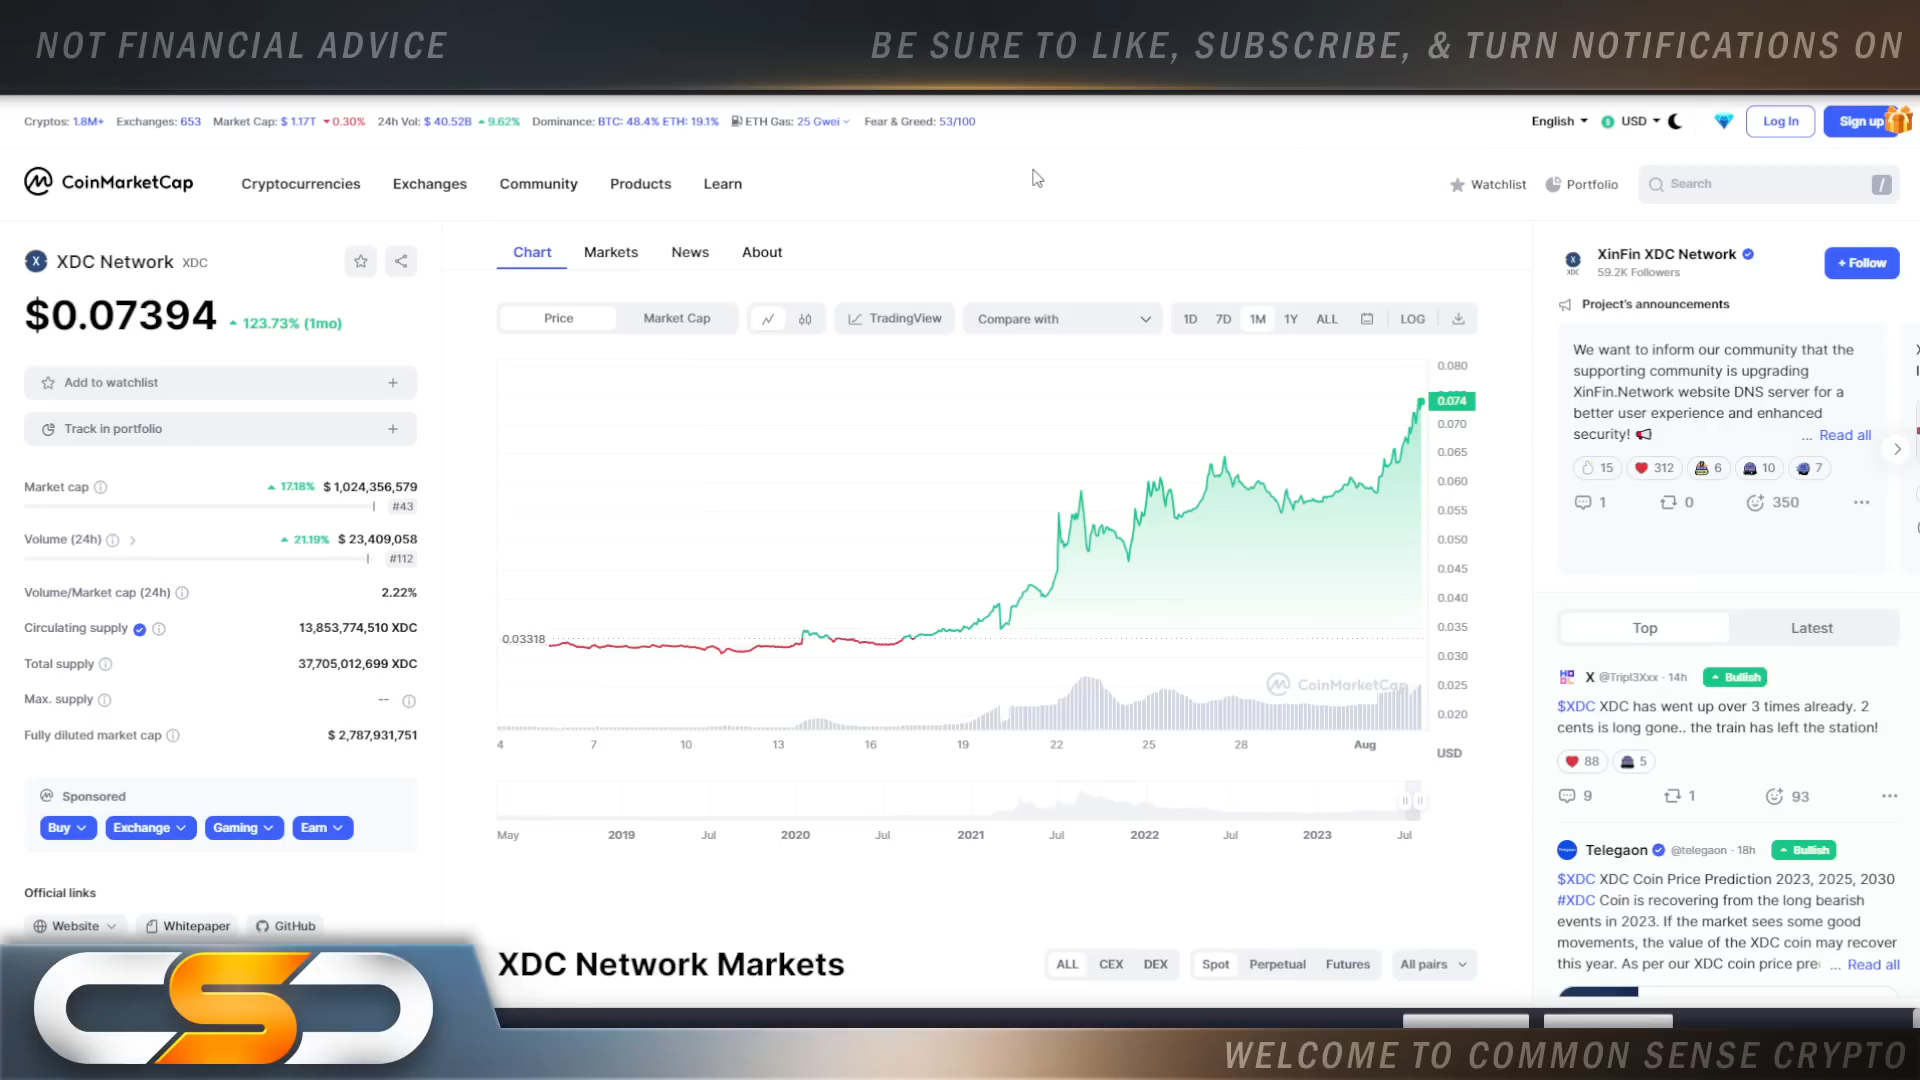 NOT FINANCIAL ADVICE
BE SURE TO LIKE, SUBSCRIBE, & TURN NOTIFICATIONS ON
Cryptos: 1.8M+ Exchanges: 653 Market Cap: $ 1.17T 0.30% 24h Vol: $ 40.52B 9.62% Dominance: BTC: 48.4% ETH: 19.1% ETH Gas: 25 Gwei Fear & Greed: 53/100
English USD Log In Sign up
CoinMarketCap Cryptocurrencies Exchanges Community Products Learn
Watchlist Portfolio Search /
XDC Network XDC
$0.07394 123.73% (1mo)
Add to watchlist +
Track in portfolio +
Market cap 17.18% $ 1,024,356,579
#43
Volume (24h) 21.19% $ 23,409,058
#112
Volume/Market cap (24h) 2.22%
Circulating supply 13,853,774,510 XDC
Total supply 37,705,012,699 XDC
Max. supply --
Fully diluted market cap $ 2,787,931,751
Sponsored
Buy Exchange Gaming Earn
Official links
Website Whitepaper GitHub
Chart Markets News About
Price Market Cap TradingView Compare with 1D 7D 1M 1Y ALL LOG
0.080
0.074
0.070
0.065
0.060
0.055
0.050
0.045
0.040
0.035
0.030
0.025
0.020
0.03318
CoinMarketCap
4 7 10 13 16 19 22 25 28 Aug
USD
May 2019 Jul 2020 Jul 2021 Jul 2022 Jul 2023 Jul
XDC Network Markets
ALL CEX DEX Spot Perpetual Futures All pairs
XinFin XDC Network
59.2K Followers
+ Follow
Project's announcements
We want to inform our community that the
supporting community is upgrading
XinFin.Network website DNS server for a
better user experience and enhanced
security! ... Read all
15 312 6 10 7
1 0 350
Top Latest
X @Tripl3Xxx · 14h Bullish
$XDC XDC has went up over 3 times already. 2
cents is long gone.. the train has left the station!
88 5
9 1 93
Telegaon @telegaon · 18h Bullish
$XDC XDC Coin Price Prediction 2023, 2025, 2030
#XDC Coin is recovering from the long bearish
events in 2023. If the market sees some good
movements, the value of the XDC coin may recover
this year. As per our XDC coin price pre ... Read all
CSC
WELCOME TO COMMON SENSE CRYPTO